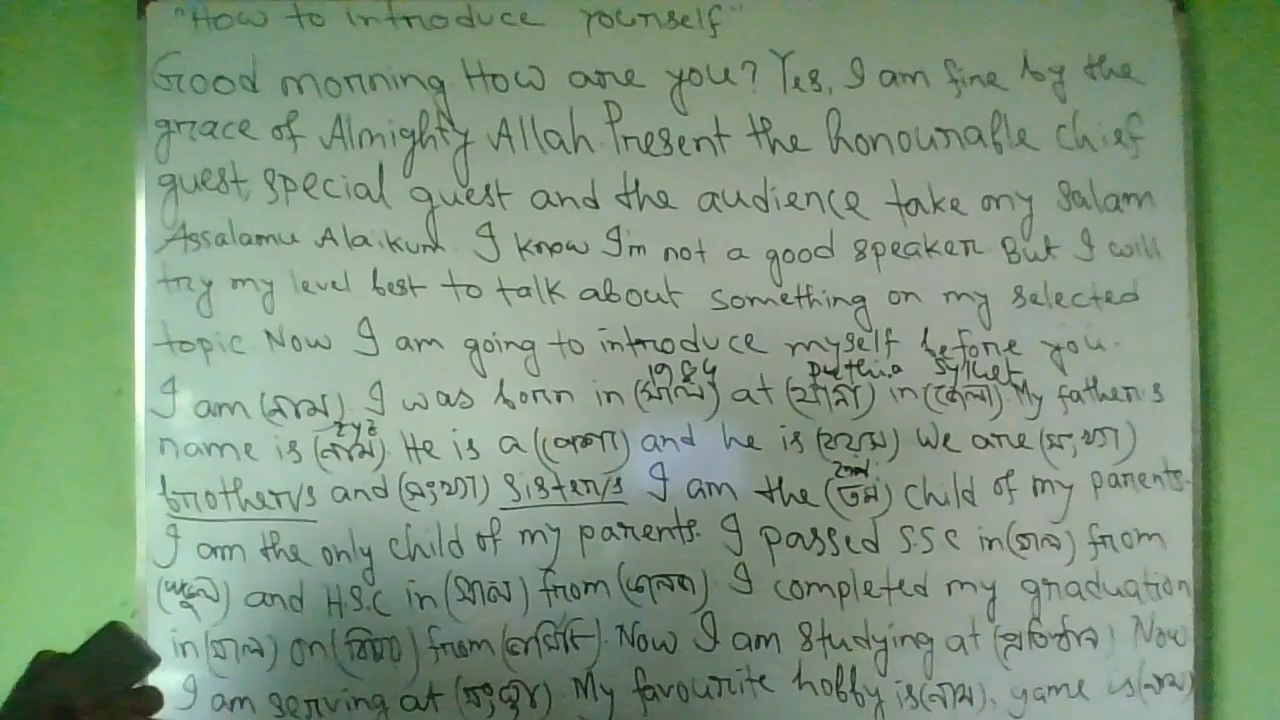 "How to introduce yourself"
Good morning How are you? Yes, I am fine by the
grace of Almighty Allah. Present the honourable chief
guest, special guest and the audience take my salam
Assalamu Alaikum. I know I'm not a good speaker. But I will
try my level best to talk about something on my selected
topic Now I am going to introduce myself before you.
1984 Sylhet
I am (নাম). I was born in (সাল) at (গ্রাম) in (জেলা). My father's
xyz
name is (নাম). He is a (পেশা) and he is (বয়স) We are (সংখ্যা)
2nd
brother/s and (সংখ্যা) sister/s I am the (তম) child of my parents.
I am the only child of my parents. I passed S.S.C in (সাল) from
(স্কুল) and H.S.C in (সাল) from (কলেজ) I completed my graduation
in (সাল) on (বিষয়) from (ভার্সিটি). Now I am studying at (প্রতিষ্ঠান) Now
I am serving at My favourite hobby is (নাম), game is (নাম)